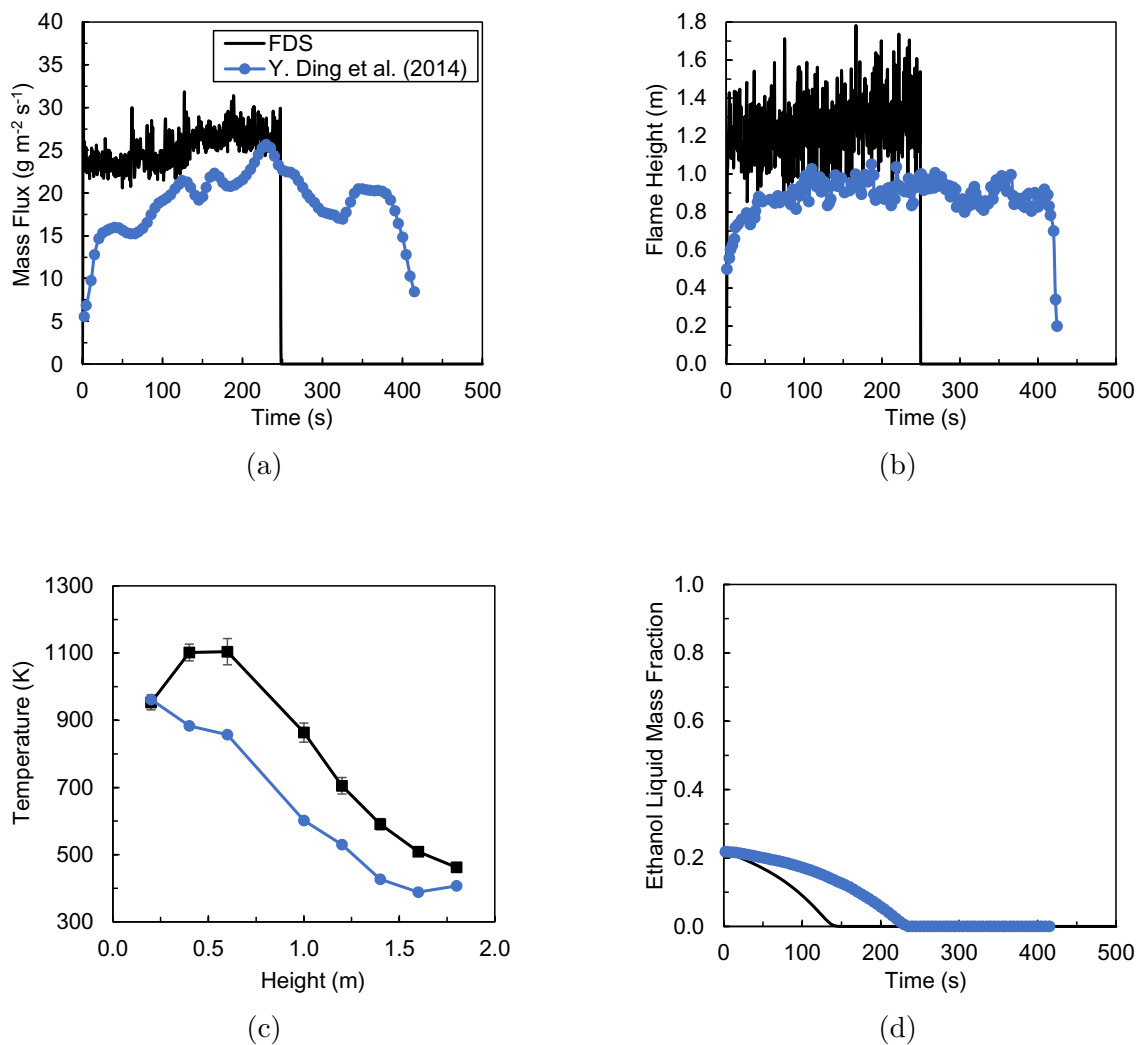 40
35
30
25
20
15
10
5
0
Mass Flux (g m⁻² s⁻¹)
FDS
Y. Ding et al. (2014)
0 100 200 300 400 500
Time (s)
(a)
1.8
1.6
1.4
1.2
1.0
0.8
0.6
0.4
0.2
0.0
Flame Height (m)
0 100 200 300 400 500
Time (s)
(b)
1300
1100
900
700
500
300
Temperature (K)
0.0 0.5 1.0 1.5 2.0
Height (m)
(c)
1.0
0.8
0.6
0.4
0.2
0.0
Ethanol Liquid Mass Fraction
0 100 200 300 400 500
Time (s)
(d)